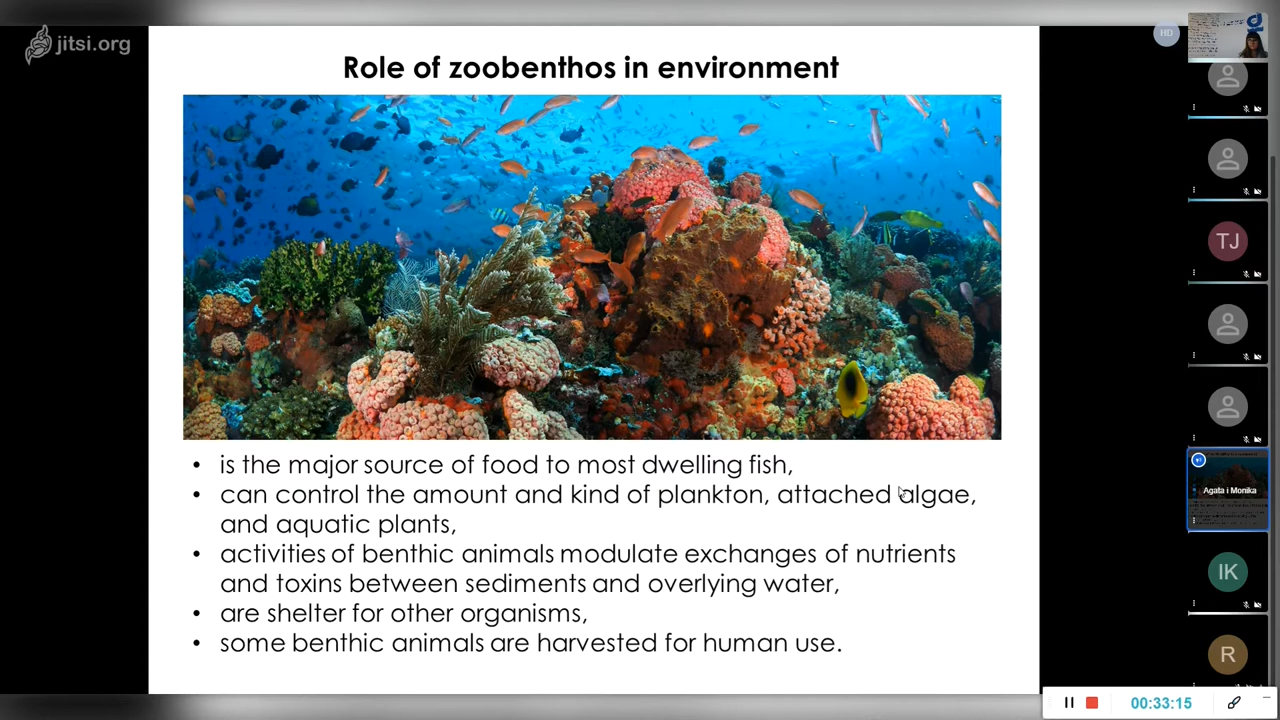 jitsi.org
HD
Role of zoobenthos in environment
• is the major source of food to most dwelling fish,
• can control the amount and kind of plankton, attached algae,
and aquatic plants,
• activities of benthic animals modulate exchanges of nutrients
and toxins between sediments and overlying water,
• are shelter for other organisms,
• some benthic animals are harvested for human use.
TJ
Agata i Monika
IK
R
00:33:15